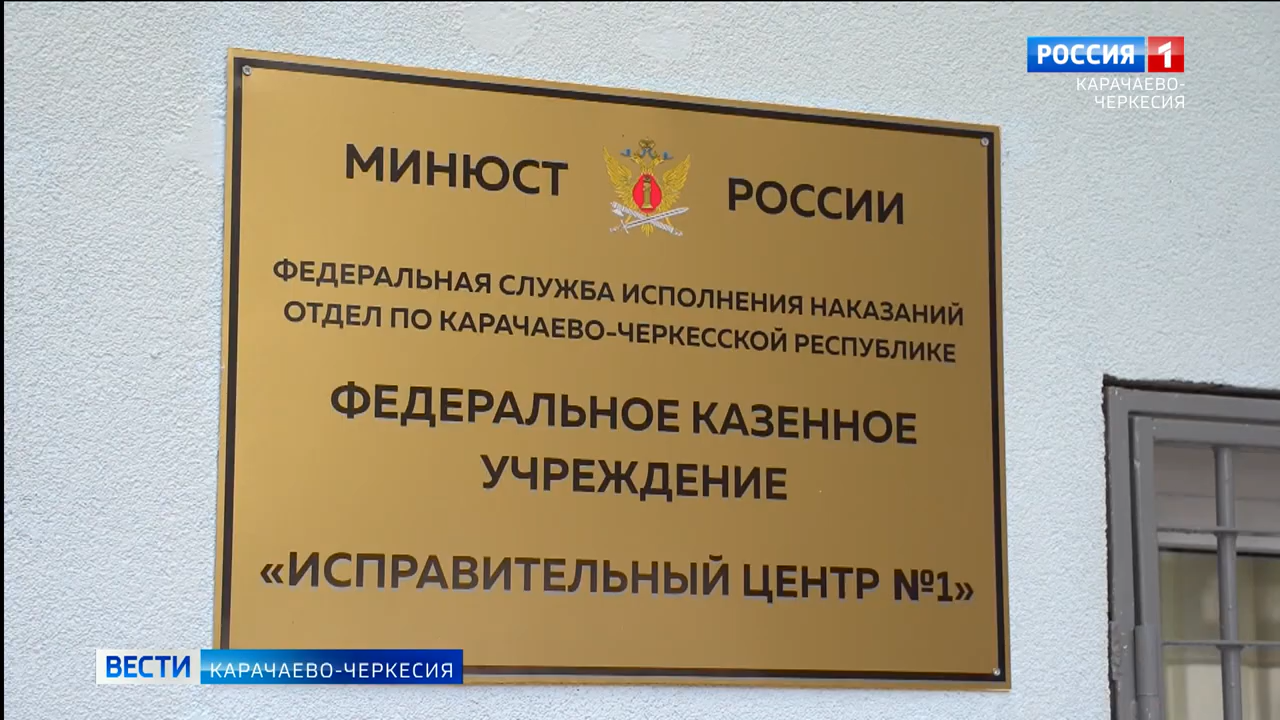 РОССИЯ 1
КАРАЧАЕВО-
ЧЕРКЕСИЯ
МИНЮСТ РОССИИ
ФЕДЕРАЛЬНАЯ СЛУЖБА ИСПОЛНЕНИЯ НАКАЗАНИЙ
ОТДЕЛ ПО КАРАЧАЕВО-ЧЕРКЕССКОЙ РЕСПУБЛИКЕ
ФЕДЕРАЛЬНОЕ КАЗЕННОЕ
УЧРЕЖДЕНИЕ
«ИСПРАВИТЕЛЬНЫЙ ЦЕНТР №1»
ВЕСТИ КАРАЧАЕВО-ЧЕРКЕСИЯ